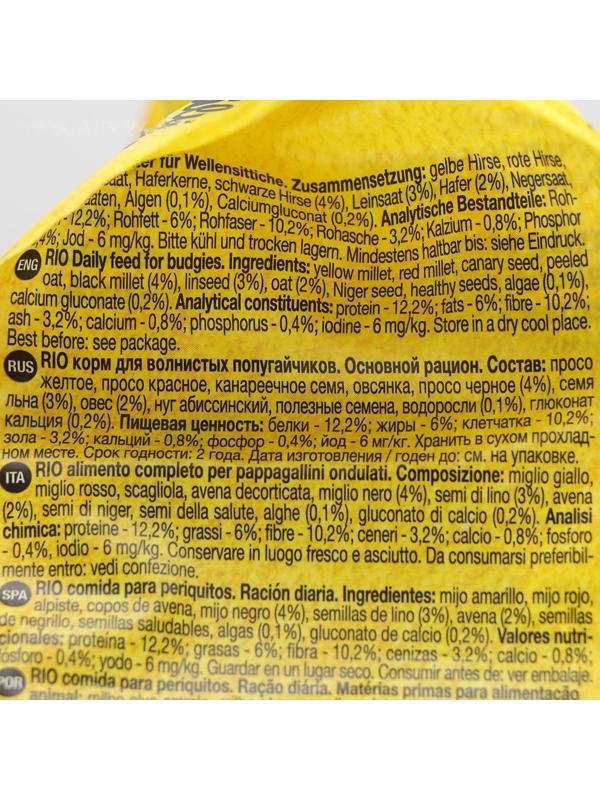 für Wellensittiche. Zusammensetzung: gelbe Hirse, rote Hirse,
Haferkerne, schwarze Hirse (4%), Leinsaat (3%), Hafer (2%), Negersaat,
Algen (0,1%), Calciumgluconat (0,2%). Analytische Bestandteile: Roh-
12,2%; Rohfett - 6%; Rohfaser - 10,2%; Rohasche - 3,2%; Kalzium - 0,8%; Phosphor
Jod - 6 mg/kg. Bitte kühl und trocken lagern. Mindestens haltbar bis: siehe Eindruck.
ENG RIO Daily feed for budgies. Ingredients: yellow millet, red millet, canary seed, peeled
oat, black millet (4%), linseed (3%), oat (2%), Niger seed, healthy seeds, algae (0,1%),
calcium gluconate (0,2%). Analytical constituents: protein - 12,2%; fats - 6%; fibre - 10,2%;
ash - 3,2%; calcium - 0,8%; phosphorus - 0,4%; iodine - 6 mg/kg. Store in a dry cool place.
Best before: see package.
RUS RIO корм для волнистых попугайчиков. Основной рацион. Состав: просо
желтое, просо красное, канареечное семя, овсянка, просо черное (4%), семя
льна (3%), овес (2%), нуг абиссинский, полезные семена, водоросли (0,1%), глюконат
кальция (0,2%). Пищевая ценность: белки - 12,2%; жиры - 6%; клетчатка - 10,2%;
зола - 3,2%; кальций - 0,8%; фосфор - 0,4%; йод - 6 мг/кг. Хранить в сухом прохлад-
ном месте. Срок годности: 2 года. Дата изготовления / годен до: см. на упаковке.
ITA RIO alimento completo per pappagallini ondulati. Composizione: miglio giallo,
miglio rosso, scagliola, avena decorticata, miglio nero (4%), semi di lino (3%), avena
(2%), semi di niger, semi della salute, alghe (0,1%), gluconato di calcio (0,2%). Analisi
chimica: proteine - 12,2%; grassi - 6%; fibre - 10,2%; ceneri - 3,2%; calcio - 0,8%; fosforo
- 0,4%, iodio - 6 mg/kg. Conservare in luogo fresco e asciutto. Da consumarsi preferibil-
mente entro: vedi confezione.
SPA RIO comida para periquitos. Ración diaria. Ingredientes: mijo amarillo, mijo rojo,
alpiste, copos de avena, mijo negro (4%), semillas de lino (3%), avena (2%), semillas
de negrillo, semillas saludables, algas (0,1%), gluconato de calcio (0,2%). Valores nutri-
cionales: proteína - 12,2%; grasas - 6%; fibra - 10,2%; cenizas - 3,2%; calcio - 0,8%;
fósforo - 0,4%; yodo - 6 mg/kg. Guardar en un lugar seco. Consumir antes de: ver embalaje.
POR RIO comida para periquitos. Ração diária. Matérias primas para alimentação
animal: